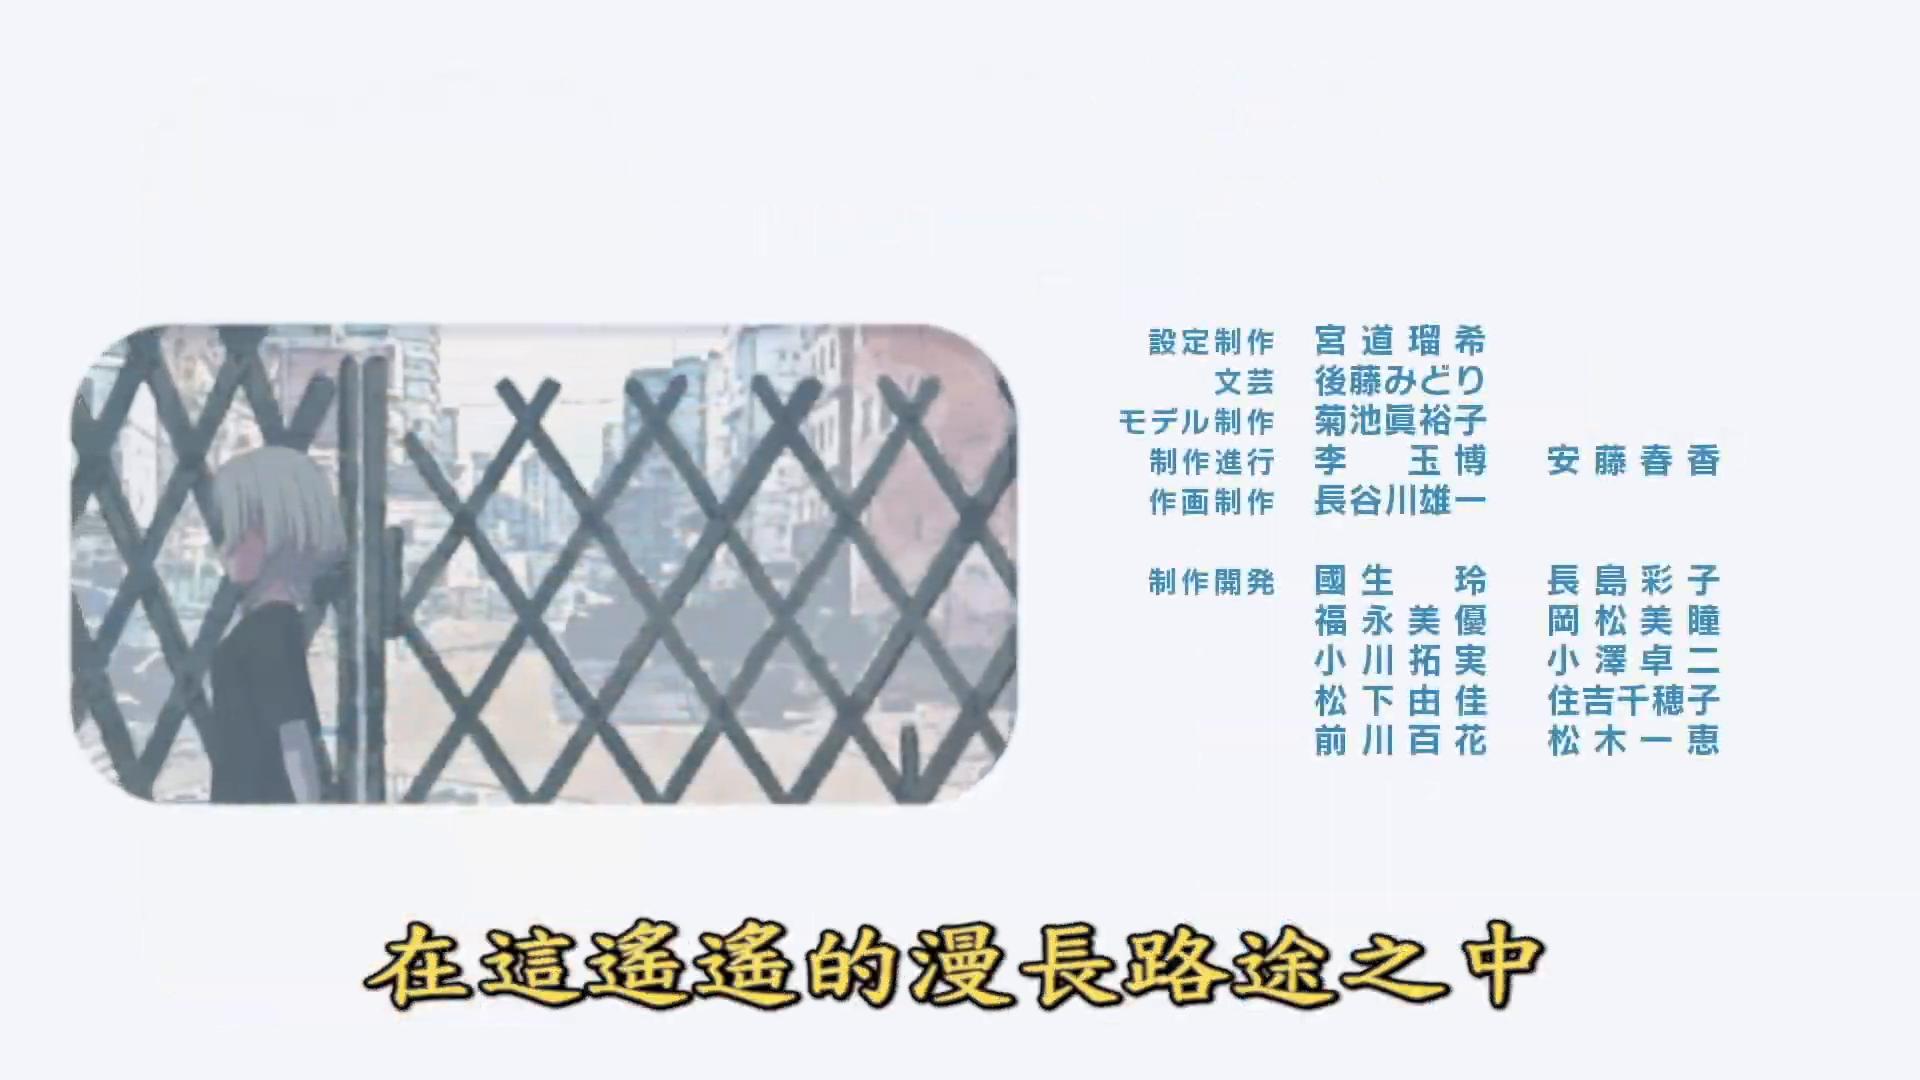 設定制作 宮道瑠希
文芸 後藤みどり
モデル制作 菊池眞裕子
制作進行 李玉博 安藤春香
作画制作 長谷川雄一
制作開発 國生玲 長島彩子
福永美優 岡松美瞳
小川拓実 小澤卓二
松下由佳 住吉千穂子
前川百花 松木一恵
在這遙遙的漫長路途之中